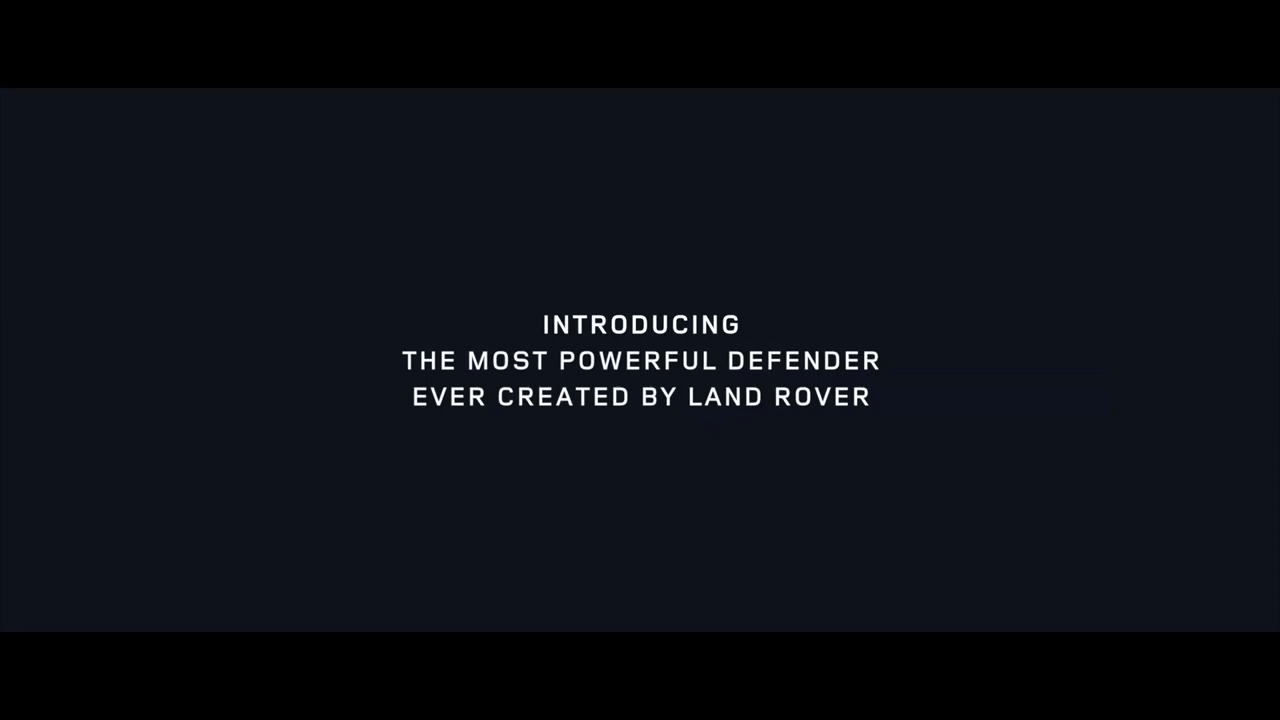 INTRODUCING
THE MOST POWERFUL DEFENDER
EVER CREATED BY LAND ROVER